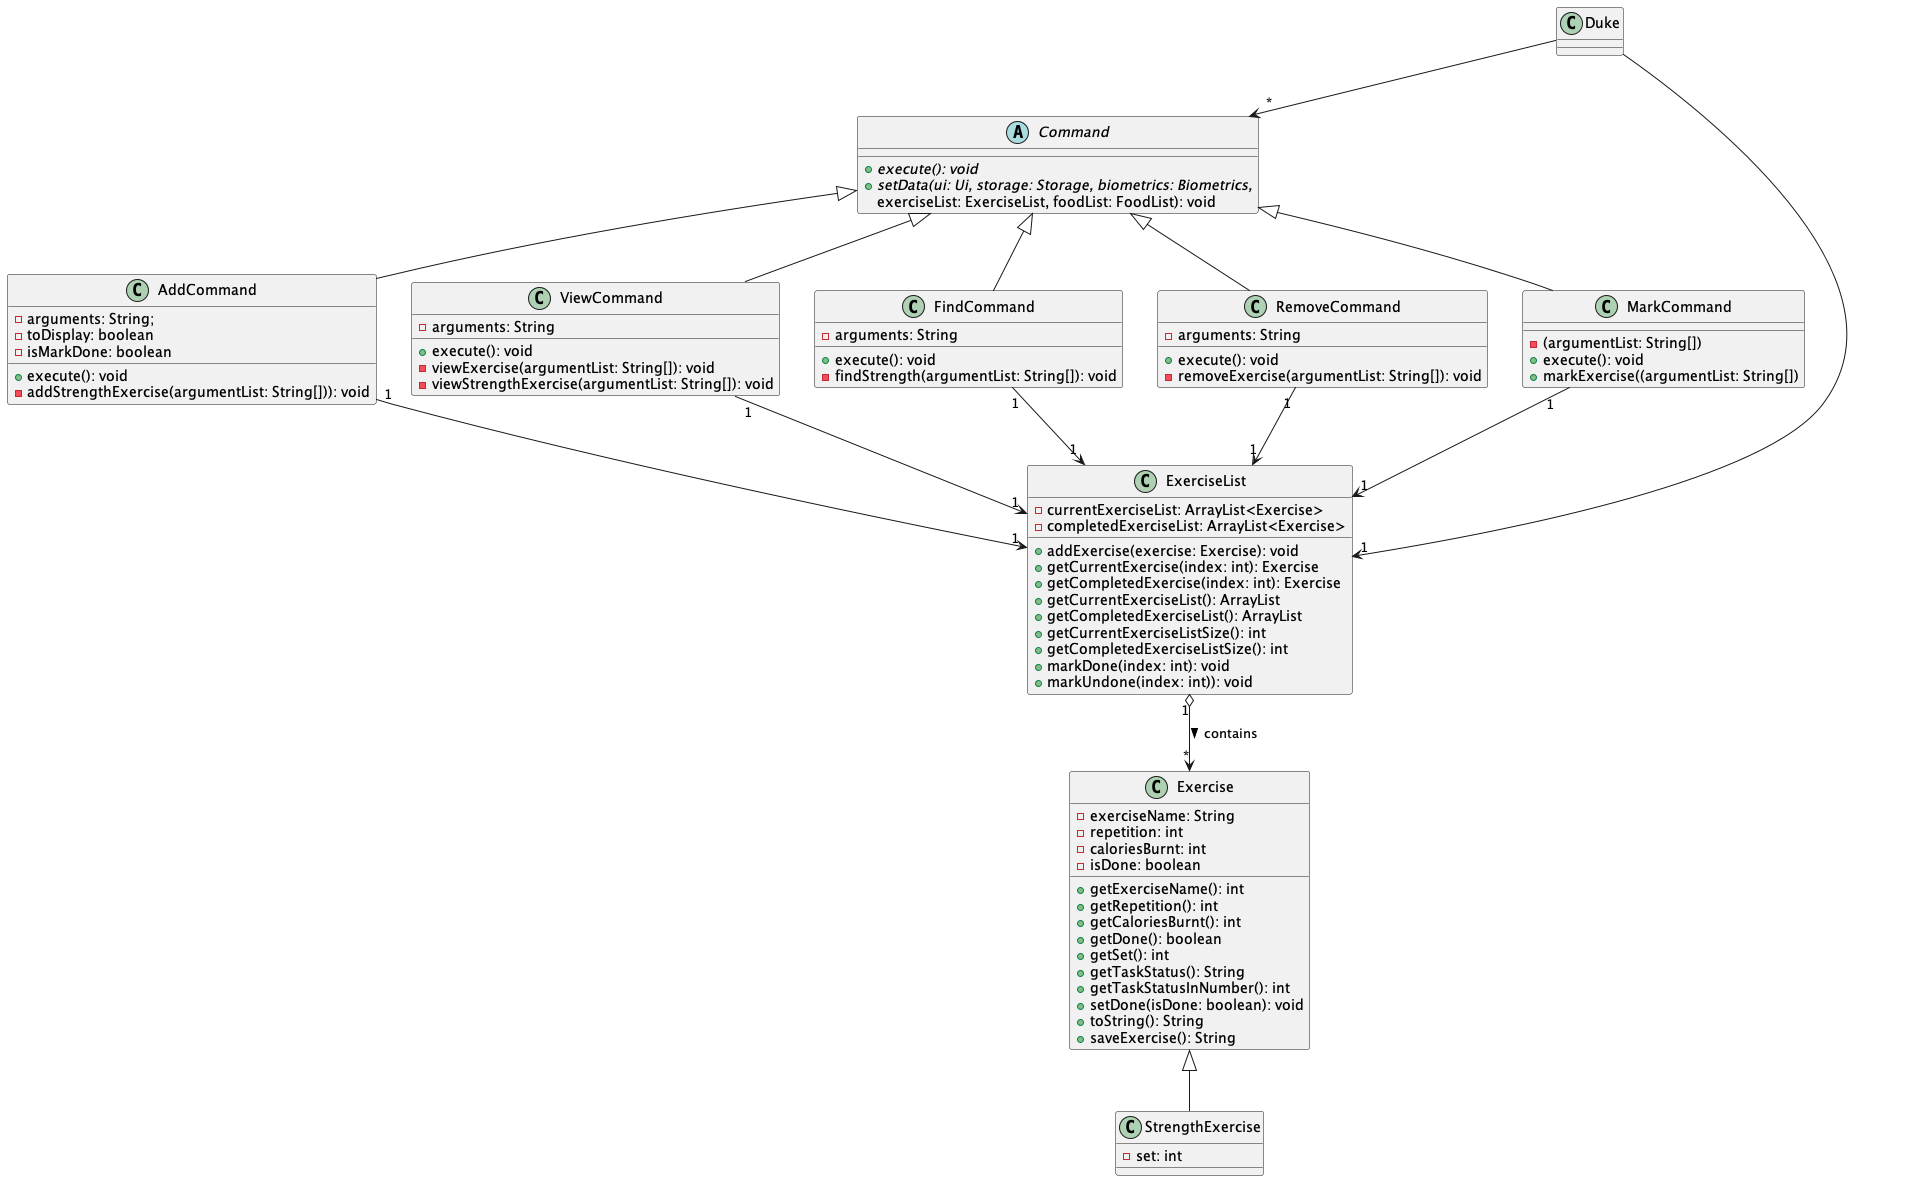 C Duke
*
A Command
execute(): void
setData(ui: Ui, storage: Storage, biometrics: Biometrics,
exerciseList: ExerciseList, foodList: FoodList): void
C AddCommand
arguments: String;
toDisplay: boolean
isMarkDone: boolean
execute(): void
addStrengthExercise(argumentList: String[])): void
C ViewCommand
arguments: String
execute(): void
viewExercise(argumentList: String[]): void
viewStrengthExercise(argumentList: String[]): void
C FindCommand
arguments: String
execute(): void
findStrength(argumentList: String[]): void
C RemoveCommand
arguments: String
execute(): void
removeExercise(argumentList: String[]): void
C MarkCommand
(argumentList: String[])
execute(): void
markExercise((argumentList: String[])
1
1
1
1
1
1
1
1
1
1
1
C ExerciseList
currentExerciseList: ArrayList<Exercise>
completedExerciseList: ArrayList<Exercise>
addExercise(exercise: Exercise): void
getCurrentExercise(index: int): Exercise
getCompletedExercise(index: int): Exercise
getCurrentExerciseList(): ArrayList
getCompletedExerciseList(): ArrayList
getCurrentExerciseListSize(): int
getCompletedExerciseListSize(): int
markDone(index: int): void
markUndone(index: int)): void
1
contains
*
C Exercise
exerciseName: String
repetition: int
caloriesBurnt: int
isDone: boolean
getExerciseName(): int
getRepetition(): int
getCaloriesBurnt(): int
getDone(): boolean
getSet(): int
getTaskStatus(): String
getTaskStatusInNumber(): int
setDone(isDone: boolean): void
toString(): String
saveExercise(): String
C StrengthExercise
set: int